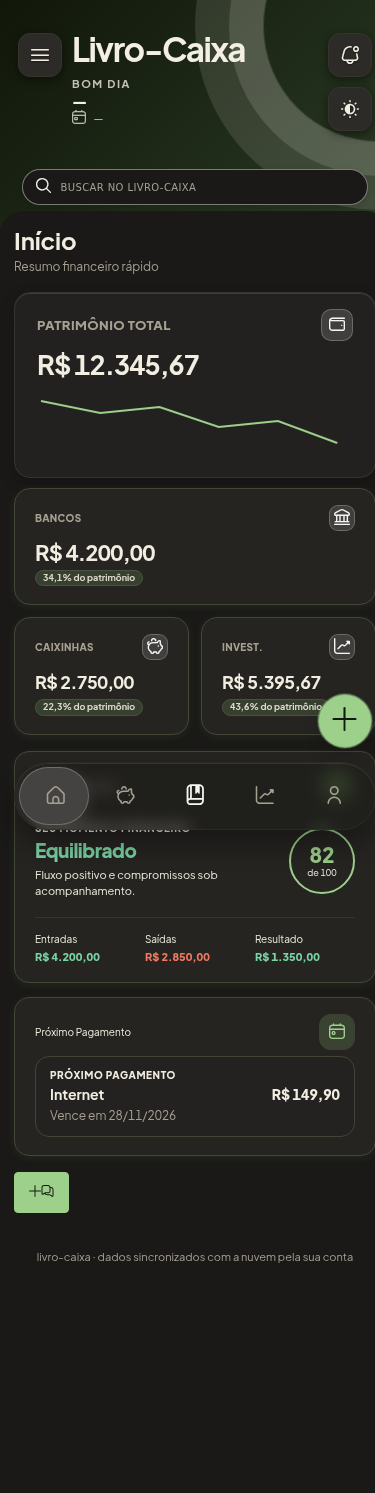 Livro-Caixa
BOM DIA
—
—
BUSCAR NO LIVRO-CAIXA
Início
Resumo financeiro rápido
PATRIMÔNIO TOTAL
R$ 12.345,67
BANCOS
R$ 4.200,00
34,1% do patrimônio
CAIXINHAS
R$ 2.750,00
22,3% do patrimônio
INVEST.
R$ 5.395,67
43,6% do patrimônio
SEU MOMENTO FINANCEIRO
Equilibrado
Fluxo positivo e compromissos sob
acompanhamento.
82
de 100
Entradas
R$ 4.200,00
Saídas
R$ 2.850,00
Resultado
R$ 1.350,00
Próximo Pagamento
PRÓXIMO PAGAMENTO
Internet
R$ 149,90
Vence em 28/11/2026
livro-caixa · dados sincronizados com a nuvem pela sua conta